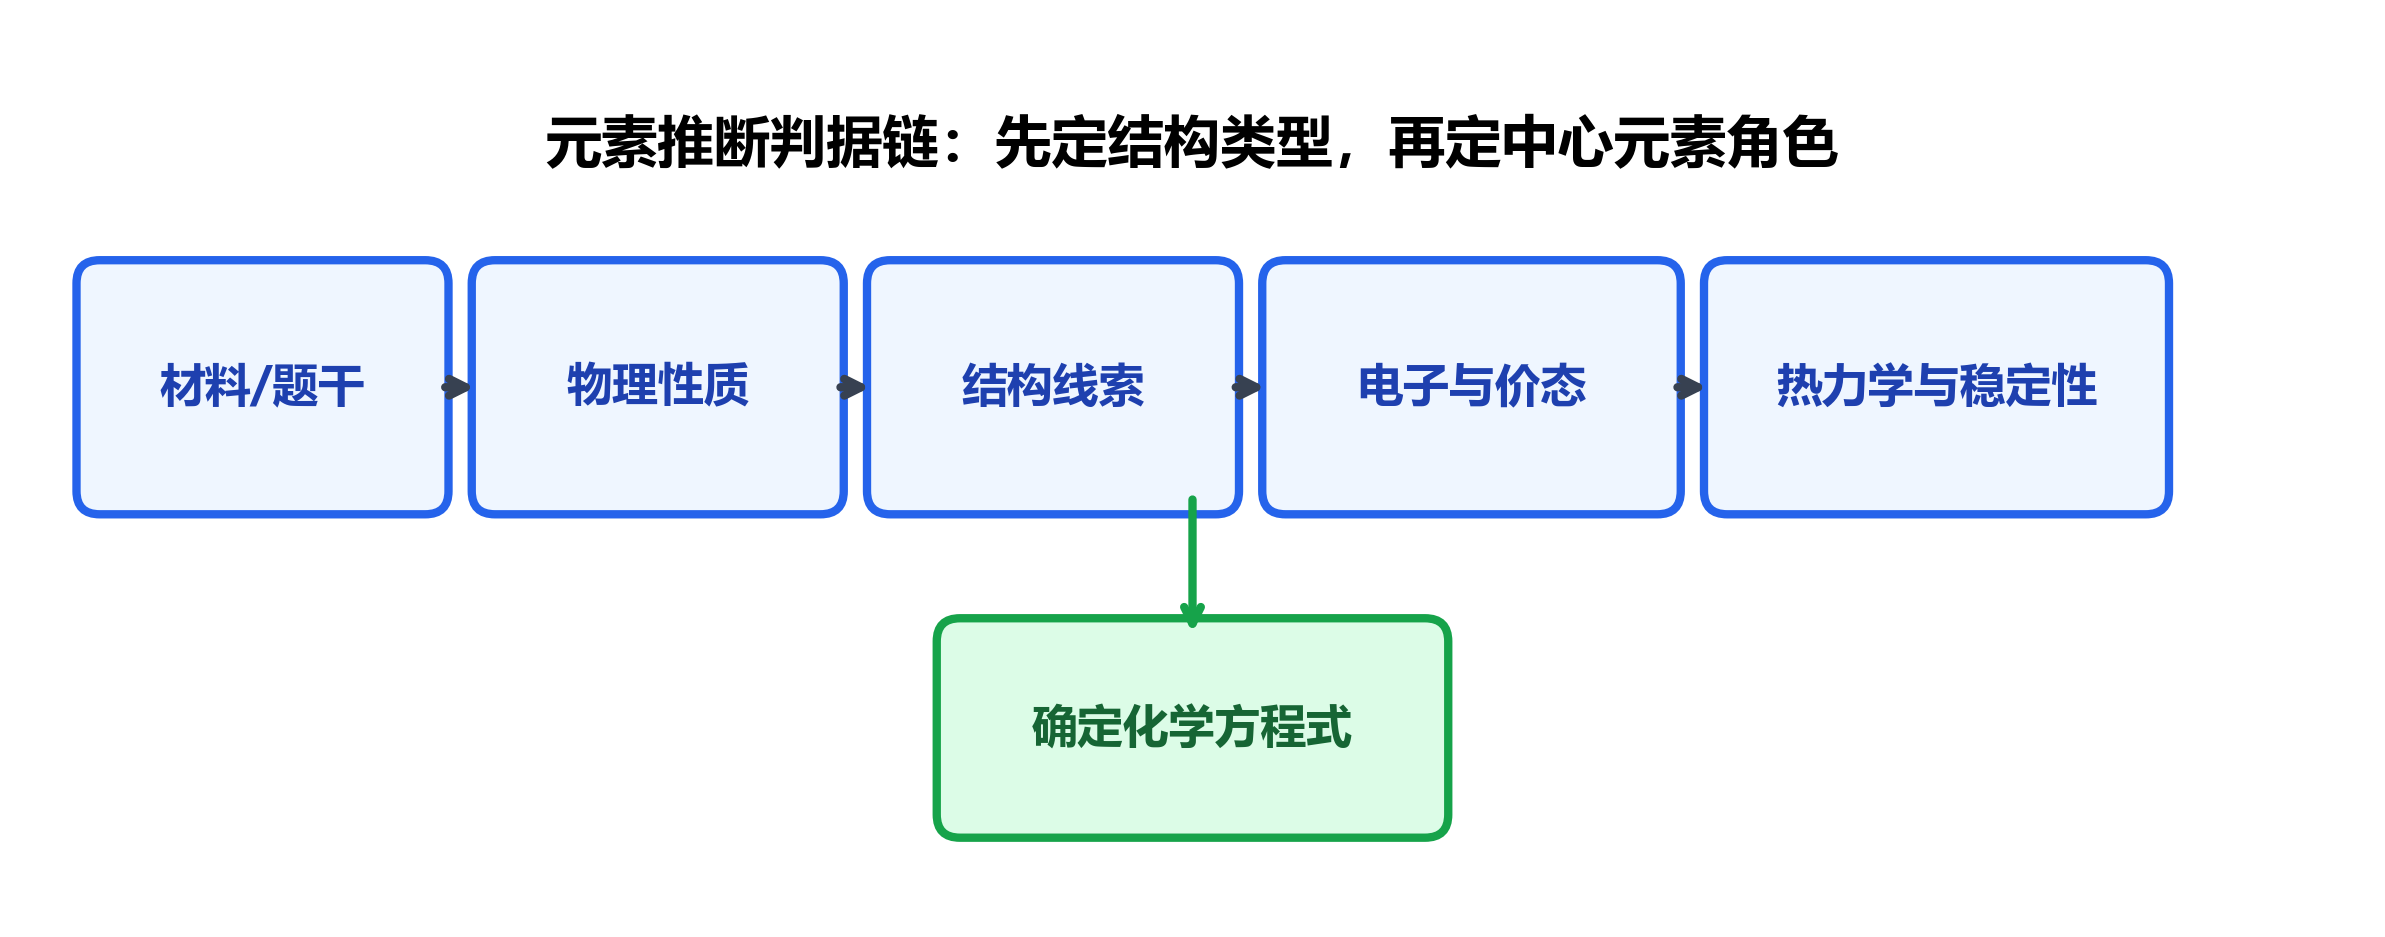 元素推断判据链：先定结构类型，再定中心元素角色
材料/题干
物理性质
结构线索
电子与价态
热力学与稳定性
确定化学方程式